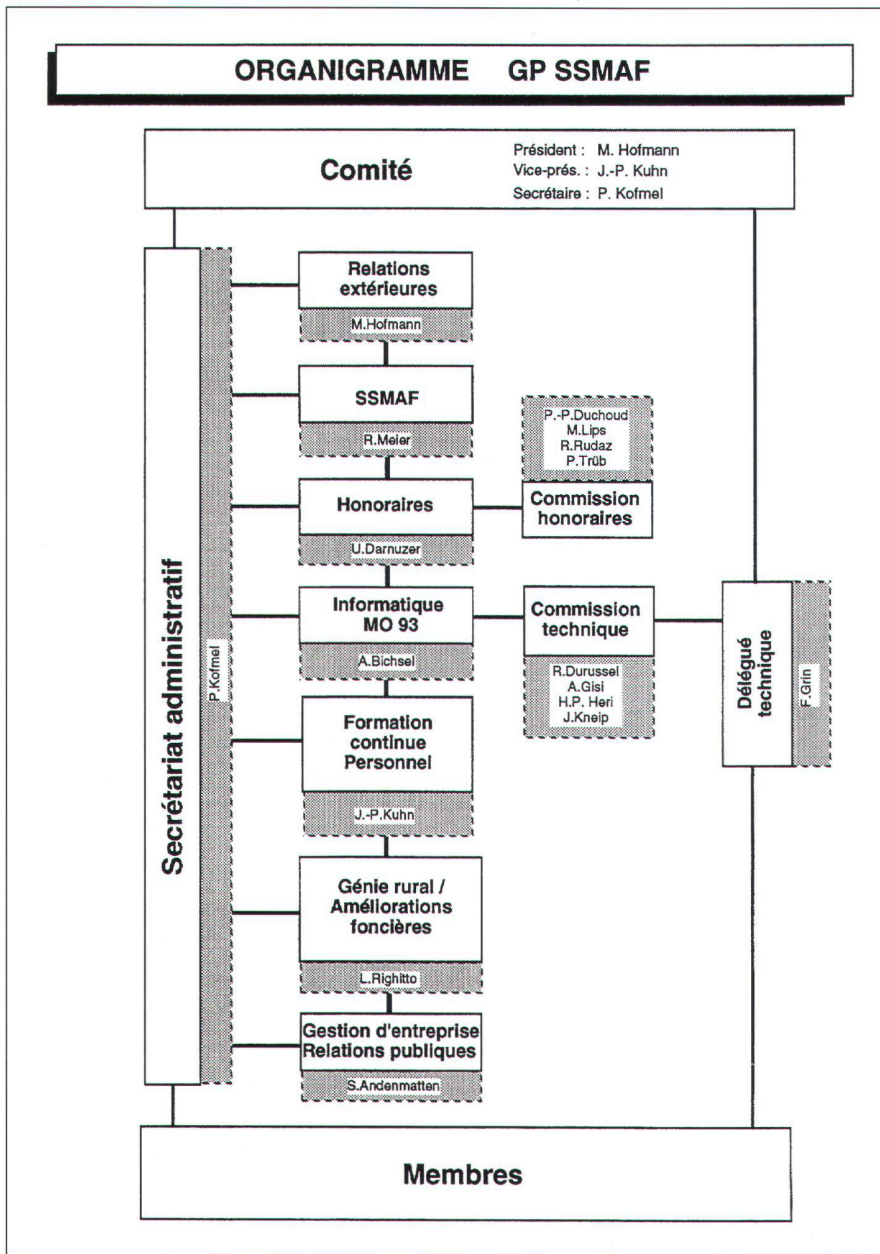 ORGANIGRAMME GP SSMAF
Comité
Président : M. Hofmann
Vice-prés. : J.-P. Kuhn
Secrétaire : P. Kofmel
Secrétariat administratif
P.Kofmel
Relations
extérieures
M.Hofmann
SSMAF
R.Meier
Honoraires
U.Darnuzer
P.-P.Duchoud
M.Lips
R.Rudaz
P.Trüb
Commission
honoraires
Informatique
MO 93
A.Bichsel
Commission
technique
R.Durussel
A.Gisi
H.P. Heri
J.Kneip
Délégué
technique
F.Grin
Formation
continue
Personnel
J.-P.Kuhn
Génie rural /
Améliorations
foncières
L.Righitto
Gestion d'entreprise
Relations publiques
S.Andenmatten
Membres